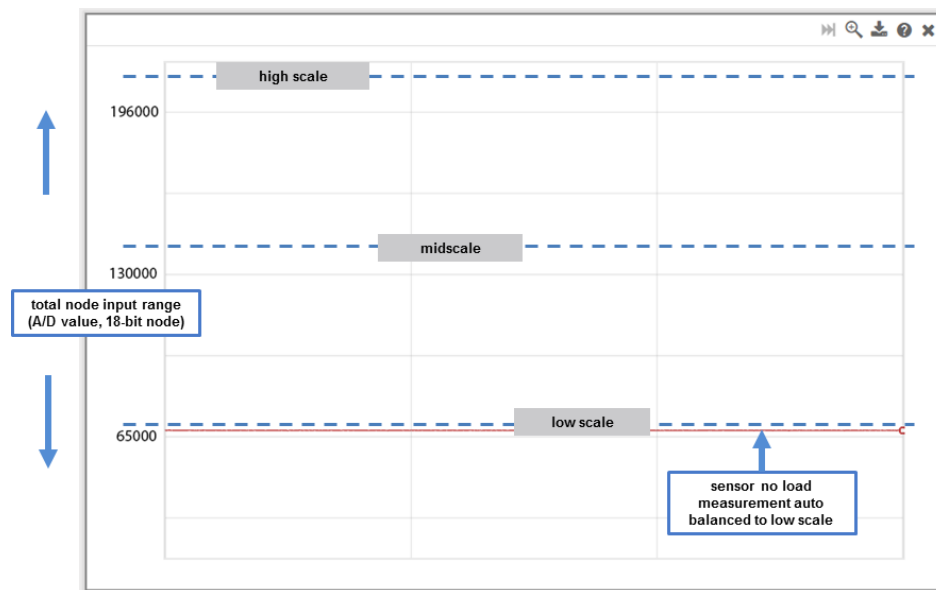 high scale
196000
midscale
130000
total node input range
(A/D value, 18-bit node)
low scale
65000
sensor no load
measurement auto
balanced to low scale